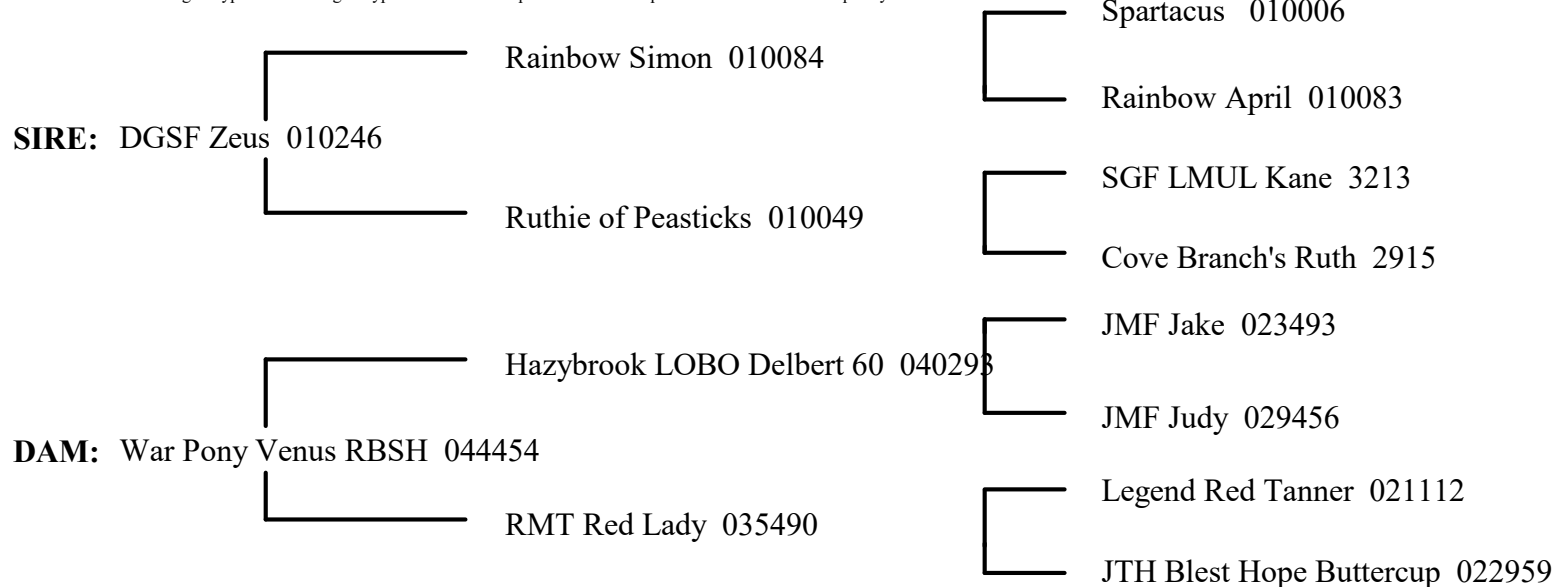 Spartacus 010006
Rainbow Simon 010084
Rainbow April 010083
SIRE: DGSF Zeus 010246
SGF LMUL Kane 3213
Ruthie of Peasticks 010049
Cove Branch's Ruth 2915
JMF Jake 023493
Hazybrook LOBO Delbert 60 040293
JMF Judy 029456
DAM: War Pony Venus RBSH 044454
Legend Red Tanner 021112
RMT Red Lady 035490
JTH Blest Hope Buttercup 022959